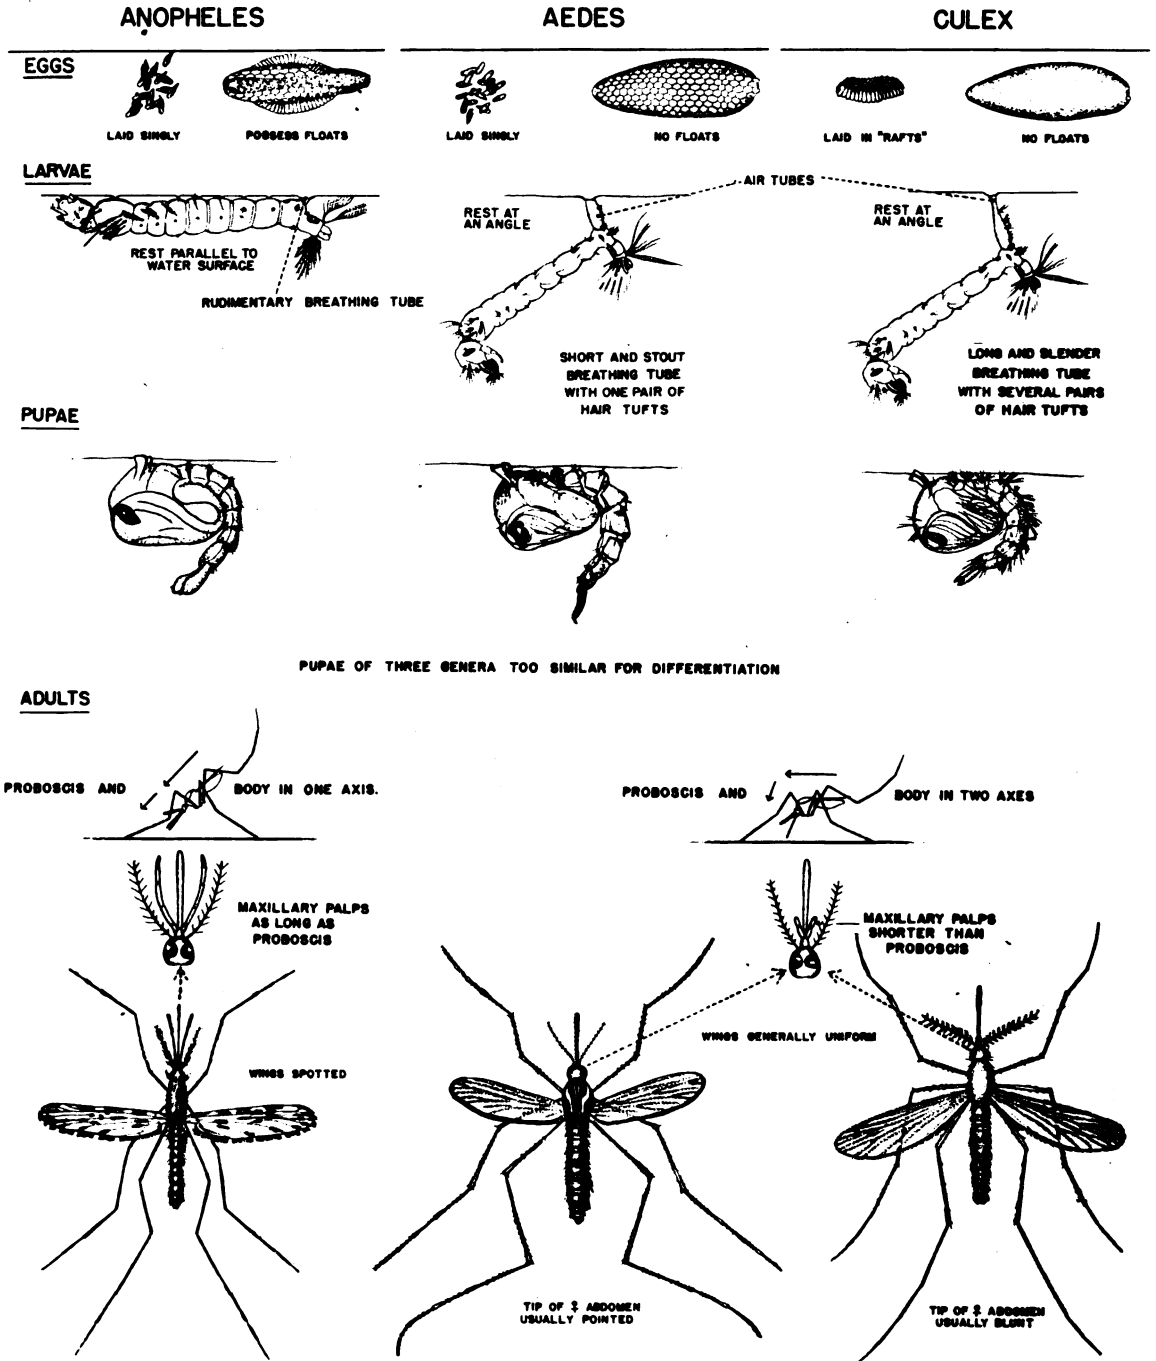 ANOPHELES
AEDES
CULEX
EGGS
LAID SINGLY
POSSESS FLOATS
LAID SINGLY
NO FLOATS
LAID IN "RAFTS"
NO FLOATS
LARVAE
REST PARALLEL TO
WATER SURFACE
RUDIMENTARY BREATHING TUBE
AIR TUBES
REST AT
AN ANGLE
SHORT AND STOUT
BREATHING TUBE
WITH ONE PAIR OF
HAIR TUFTS
REST AT
AN ANGLE
LONG AND SLENDER
BREATHING TUBE
WITH SEVERAL PAIRS
OF HAIR TUFTS
PUPAE
PUPAE OF THREE GENERA TOO SIMILAR FOR DIFFERENTIATION
ADULTS
PROBOSCIS AND BODY IN ONE AXIS.
PROBOSCIS AND BODY IN TWO AXES
MAXILLARY PALPS
AS LONG AS
PROBOSCIS
MAXILLARY PALPS
SHORTER THAN
PROBOSCIS
WINGS SPOTTED
WINGS GENERALLY UNIFORM
TIP OF ♀ ABDOMEN
USUALLY POINTED
TIP OF ♀ ABDOMEN
USUALLY BLUNT